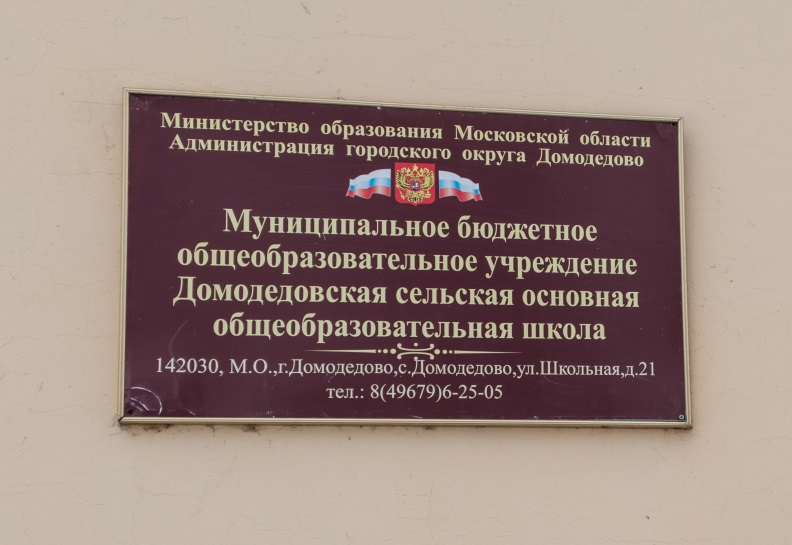 Министерство образования Московской области
Администрация городского округа Домодедово
Муниципальное бюджетное
общеобразовательное учреждение
Домодедовская сельская основная
общеобразовательная школа
142030, М.О.,г.Домодедово,с.Домодедово,ул.Школьная,д.21
тел.: 8(49679)6-25-05